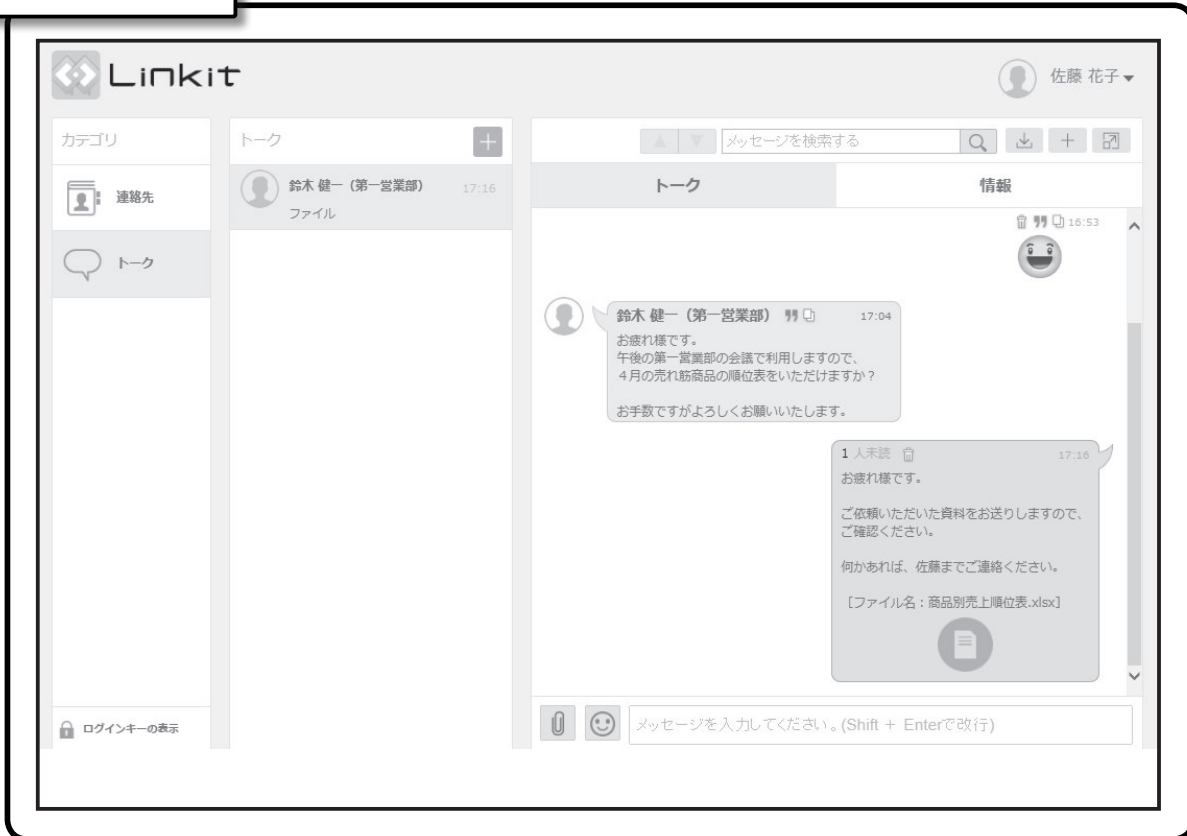 Linkit
佐藤 花子
カテゴリ
連絡先
トーク
ログインキーの表示
トーク
鈴木 健一（第一営業部） 17:16
ファイル
メッセージを検索する
トーク 情報
16:53
鈴木 健一（第一営業部） 17:04
お疲れ様です。
午後の第一営業部の会議で利用しますので、
４月の売れ筋商品の順位表をいただけますか？
お手数ですがよろしくお願いいたします。
1 人未読 17:16
お疲れ様です。
ご依頼いただいた資料をお送りしますので、
ご確認ください。
何かあれば、佐藤までご連絡ください。
［ファイル名：商品別売上順位表.xlsx］
メッセージを入力してください。(Shift + Enterで改行)